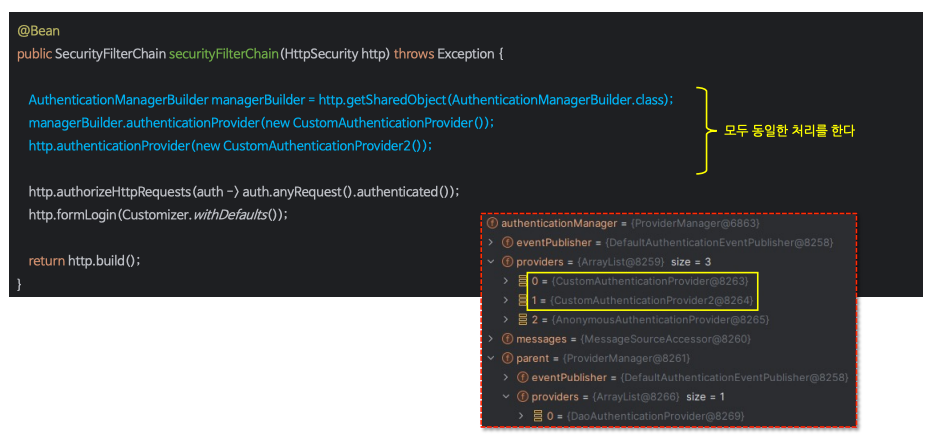 @Bean
public SecurityFilterChain securityFilterChain(HttpSecurity http) throws Exception {
AuthenticationManagerBuilder managerBuilder = http.getSharedObject(AuthenticationManagerBuilder.class);
managerBuilder.authenticationProvider(new CustomAuthenticationProvider());
http.authenticationProvider(new CustomAuthenticationProvider2());
모두 동일한 처리를 한다
http.authorizeHttpRequests(auth -> auth.anyRequest().authenticated());
http.formLogin(Customizer.withDefaults());
return http.build();
}
authenticationManager = {ProviderManager@6863}
eventPublisher = {DefaultAuthenticationEventPublisher@8258}
providers = {ArrayList@8259} size = 3
0 = {CustomAuthenticationProvider@8263}
1 = {CustomAuthenticationProvider2@8264}
2 = {AnonymousAuthenticationProvider@8265}
messages = {MessageSourceAccessor@8260}
parent = {ProviderManager@8261}
eventPublisher = {DefaultAuthenticationEventPublisher@8258}
providers = {ArrayList@8266} size = 1
0 = {DaoAuthenticationProvider@8269}